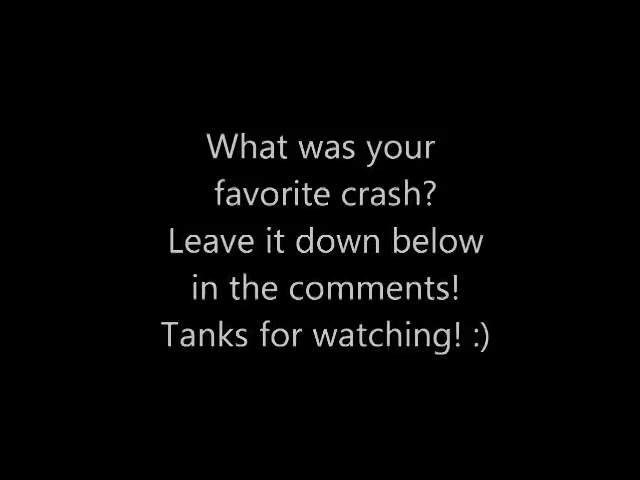 What was your
favorite crash?
Leave it down below
in the comments!
Tanks for watching! :)